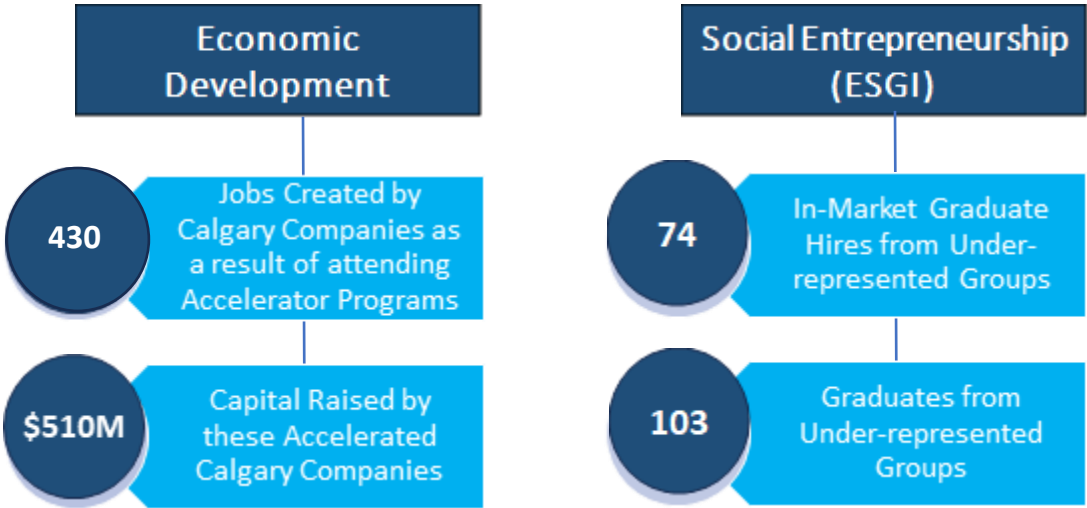 Economic
Development
430
Jobs Created by
Calgary Companies as
a result of attending
Accelerator Programs
$510M
Capital Raised by
these Accelerated
Calgary Companies
Social Entrepreneurship
(ESGI)
74
In-Market Graduate
Hires from Under-
represented Groups
103
Graduates from
Under-represented
Groups